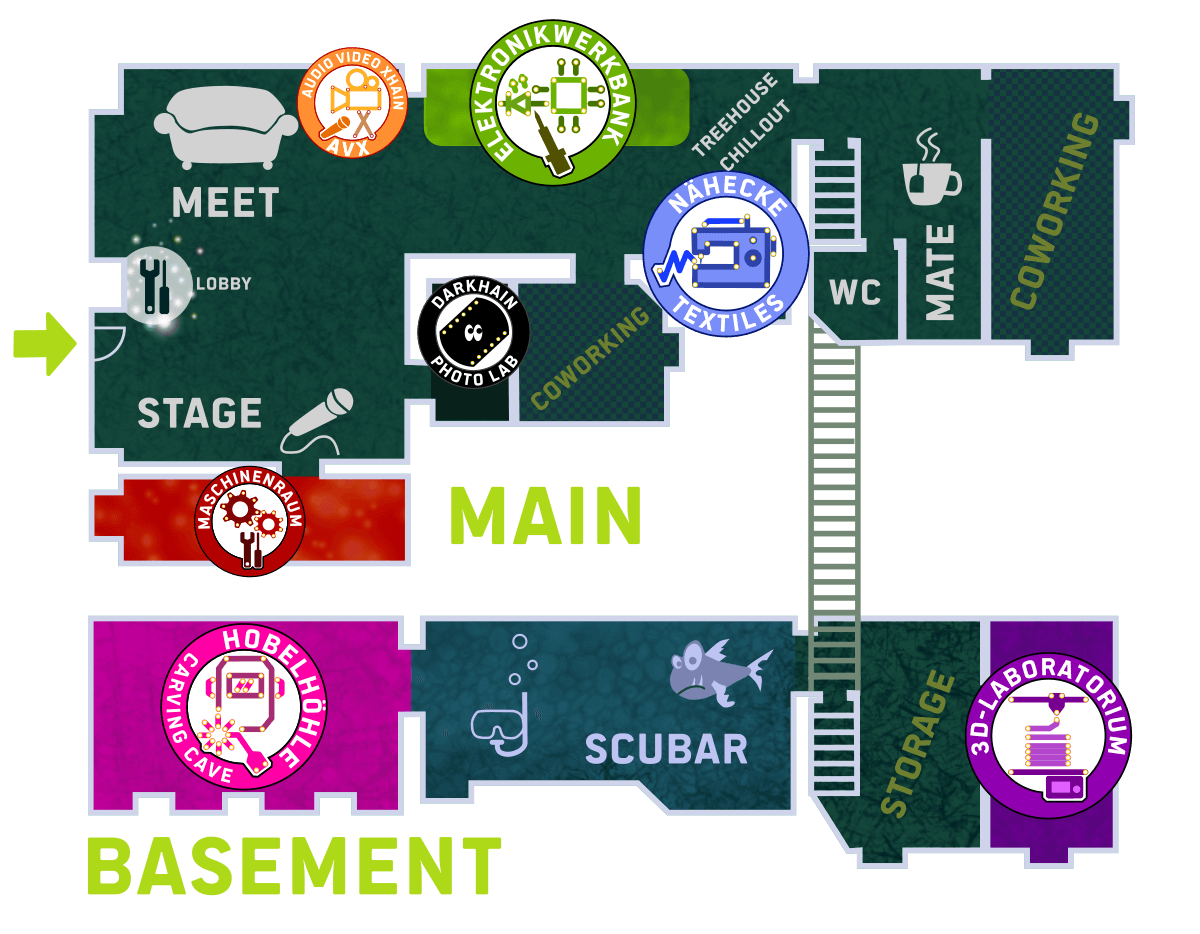 AUDIO VIDEO XHAIN
AVX
ELEKTRONIKWERKBANK
TREEHOUSE
CHILLOUT
MEET
NÄHECKE
TEXTILES
COWORKING
MATE
WC
LOBBY
DARKHAIN
PHOTO LAB
COWORKING
STAGE
MASCHINENRAUM
MAIN
HOBELHÖHLE
CARVING CAVE
SCUBAR
STORAGE
3D-LABORATORIUM
BASEMENT